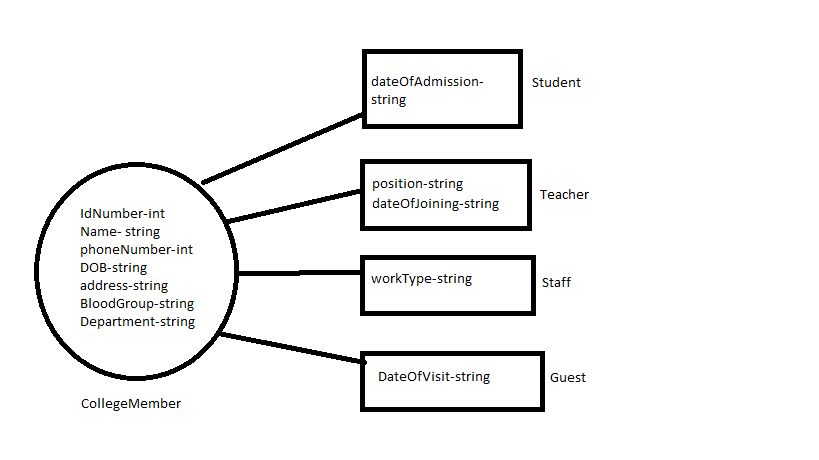 dateOfAdmission-
string
Student
position-string
dateOfJoining-string
Teacher
IdNumber-int
Name- string
phoneNumber-int
DOB-string
address-string
BloodGroup-string
Department-string
CollegeMember
workType-string
Staff
DateOfVisit-string
Guest